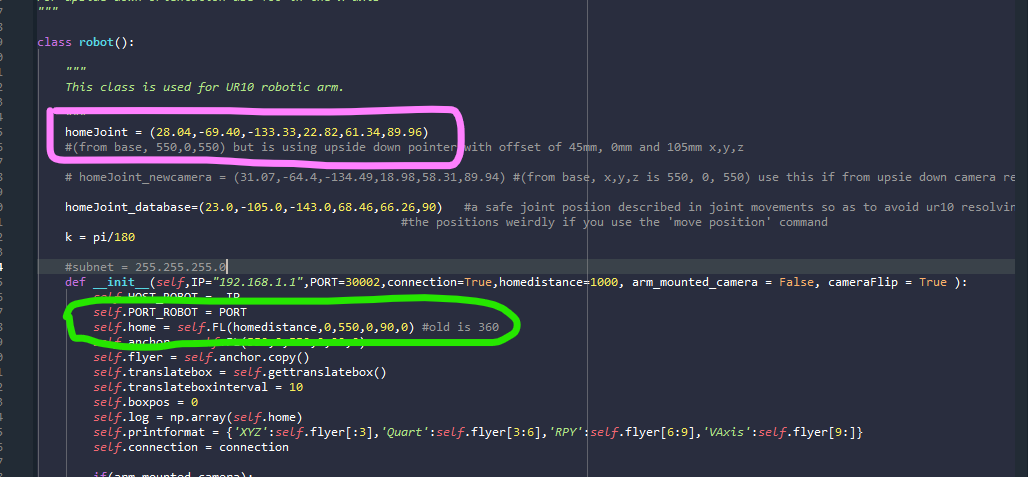 """
class robot():
"""
This class is used for UR10 robotic arm.
"""
homeJoint = (28.04,-69.40,-133.33,22.82,61.34,89.96)
#(from base, 550,0,550) but is using upside down pointer with offset of 45mm, 0mm and 105mm x,y,z
# homeJoint_newcamera = (31.07,-64.4,-134.49,18.98,58.31,89.94) #(from base, x,y,z is 550, 0, 550) use this if from upsie down camera re
homeJoint_database=(23.0,-105.0,-143.0,68.46,66.26,90) #a safe joint posiion described in joint movements so as to avoid ur10 resolvin
#the positions weirdly if you use the 'move position' command
k = pi/180
#subnet = 255.255.255.0
def __init__(self,IP="192.168.1.1",PORT=30002,connection=True,homedistance=1000, arm_mounted_camera = False, cameraFlip = True ):
self.HOST_ROBOT = IP
self.PORT_ROBOT = PORT
self.home = self.FL(homedistance,0,550,0,90,0) #old is 360
self.flyer = self.anchor.copy()
self.translatebox = self.gettranslatebox()
self.translateboxinterval = 10
self.boxpos = 0
self.log = np.array(self.home)
self.printformat = {'XYZ':self.flyer[:3],'Quart':self.flyer[3:6],'RPY':self.flyer[6:9],'VAxis':self.flyer[9:]}
self.connection = connection
if(arm_mounted_camera):